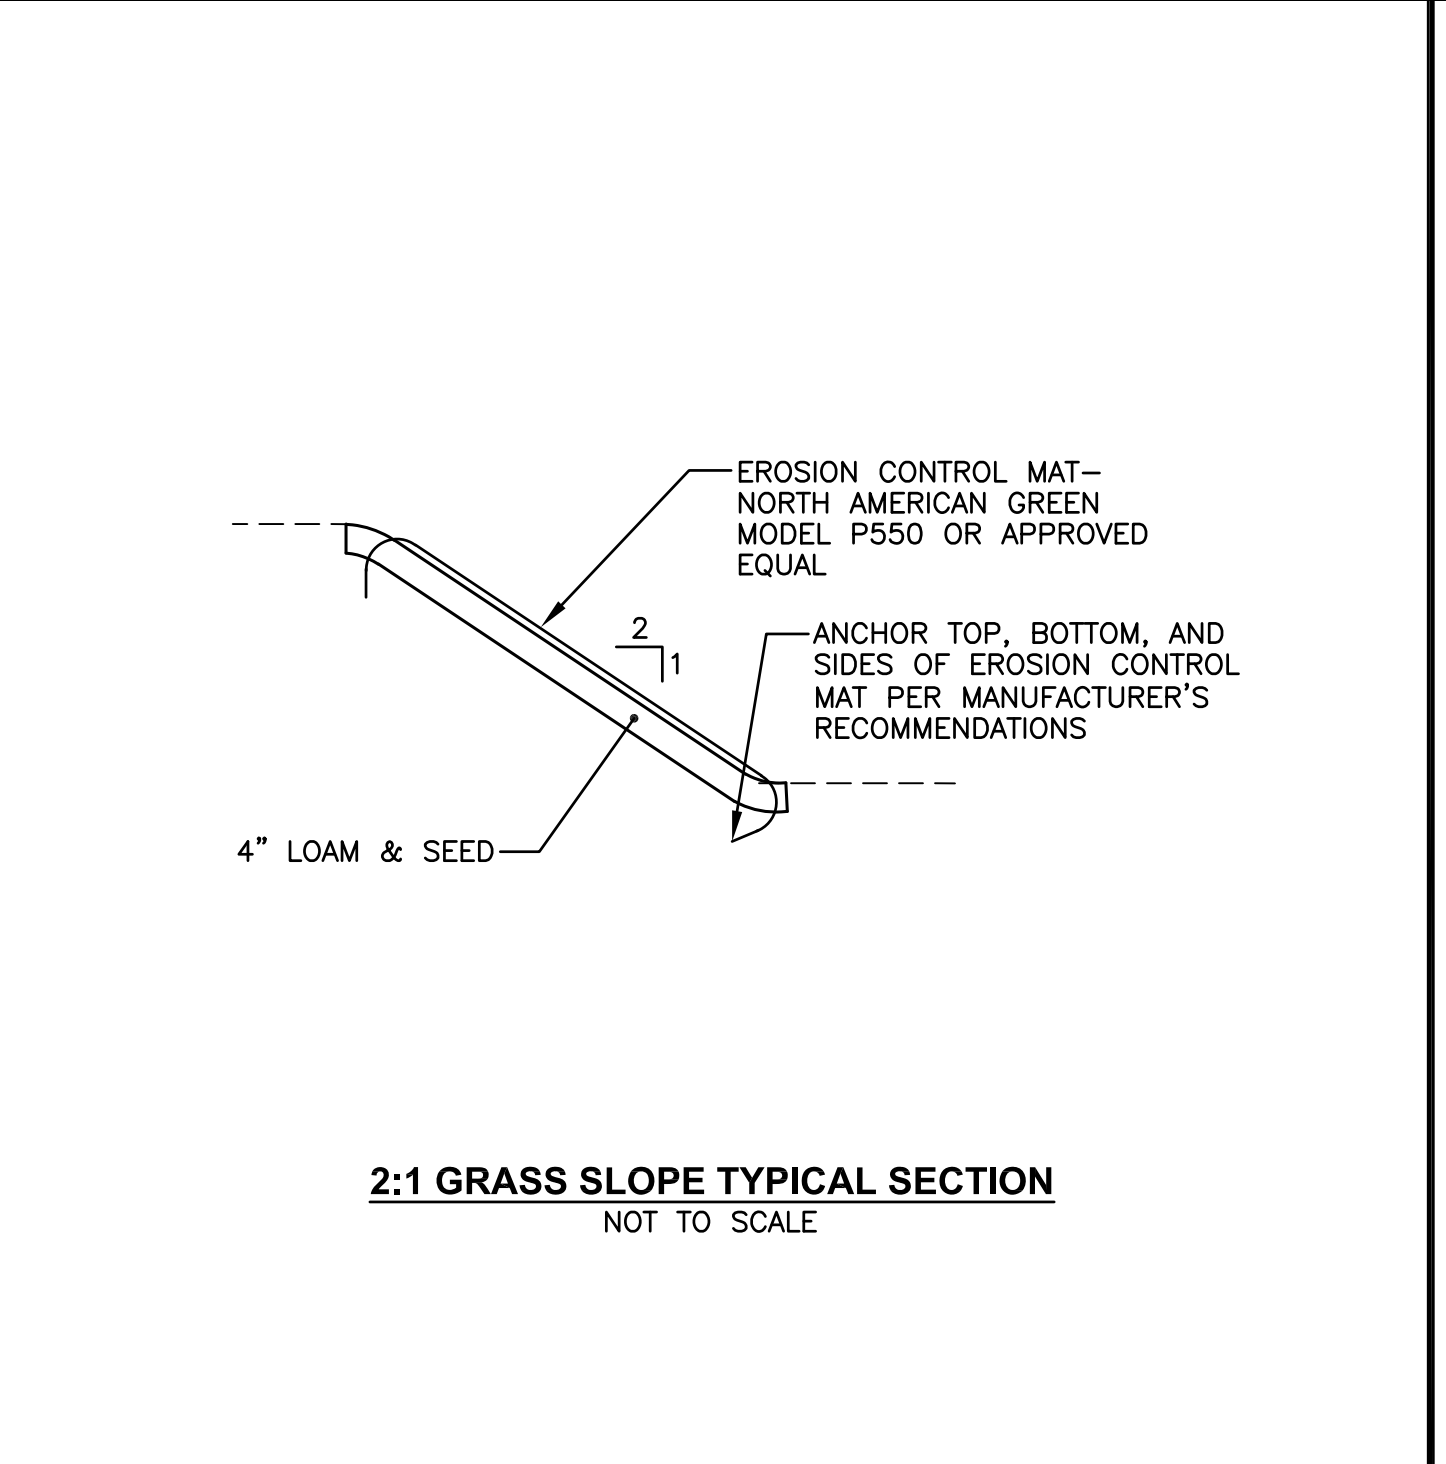 EROSION CONTROL MAT–
NORTH AMERICAN GREEN
MODEL P550 OR APPROVED
EQUAL
2
1
ANCHOR TOP, BOTTOM, AND
SIDES OF EROSION CONTROL
MAT PER MANUFACTURER'S
RECOMMENDATIONS
4" LOAM & SEED
2:1 GRASS SLOPE TYPICAL SECTION
NOT TO SCALE